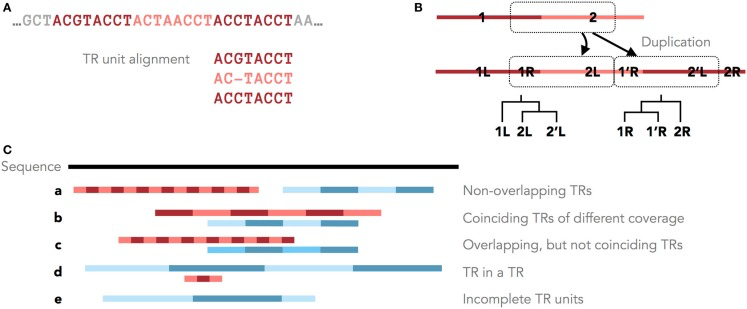 A
…GCTACGTACCTACTAACCTACCTACCTAA…
TR unit alignment
ACGTACCT
AC-TACCT
ACCTACCT
B
1 2
Duplication
1L 1R 2L 1'R 2'L 2R
1L 2L 2'L 1R 1'R 2R
C
Sequence
a Non-overlapping TRs
b Coinciding TRs of different coverage
c Overlapping, but not coinciding TRs
d TR in a TR
e Incomplete TR units